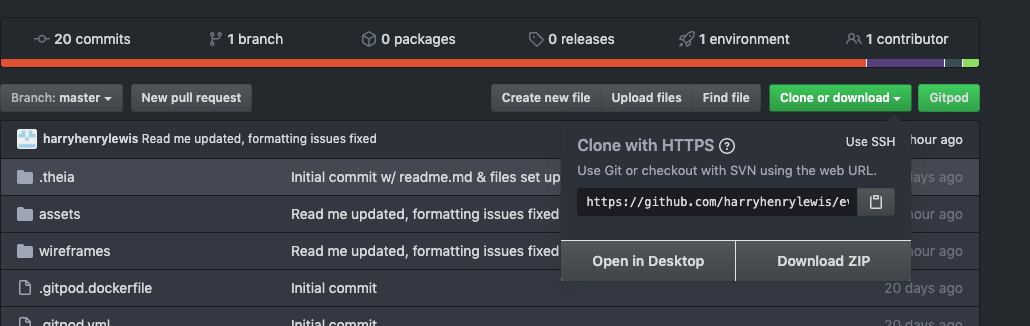 20 commits 1 branch 0 packages 0 releases 1 environment 1 contributor
Branch: master New pull request Create new file Upload files Find file Clone or download Gitpod
harryhenrylewis Read me updated, formatting issues fixed hour ago
Clone with HTTPS ? Use SSH
Use Git or checkout with SVN using the web URL.
https://github.com/harryhenrylewis/ev
Open in Desktop Download ZIP
.theia Initial commit w/ readme.md & files set up days ago
assets Read me updated, formatting issues fixed hour ago
wireframes Read me updated, formatting issues fixed hour ago
.gitpod.dockerfile Initial commit 20 days ago
.gitpod.yml Initial commit 20 days ago